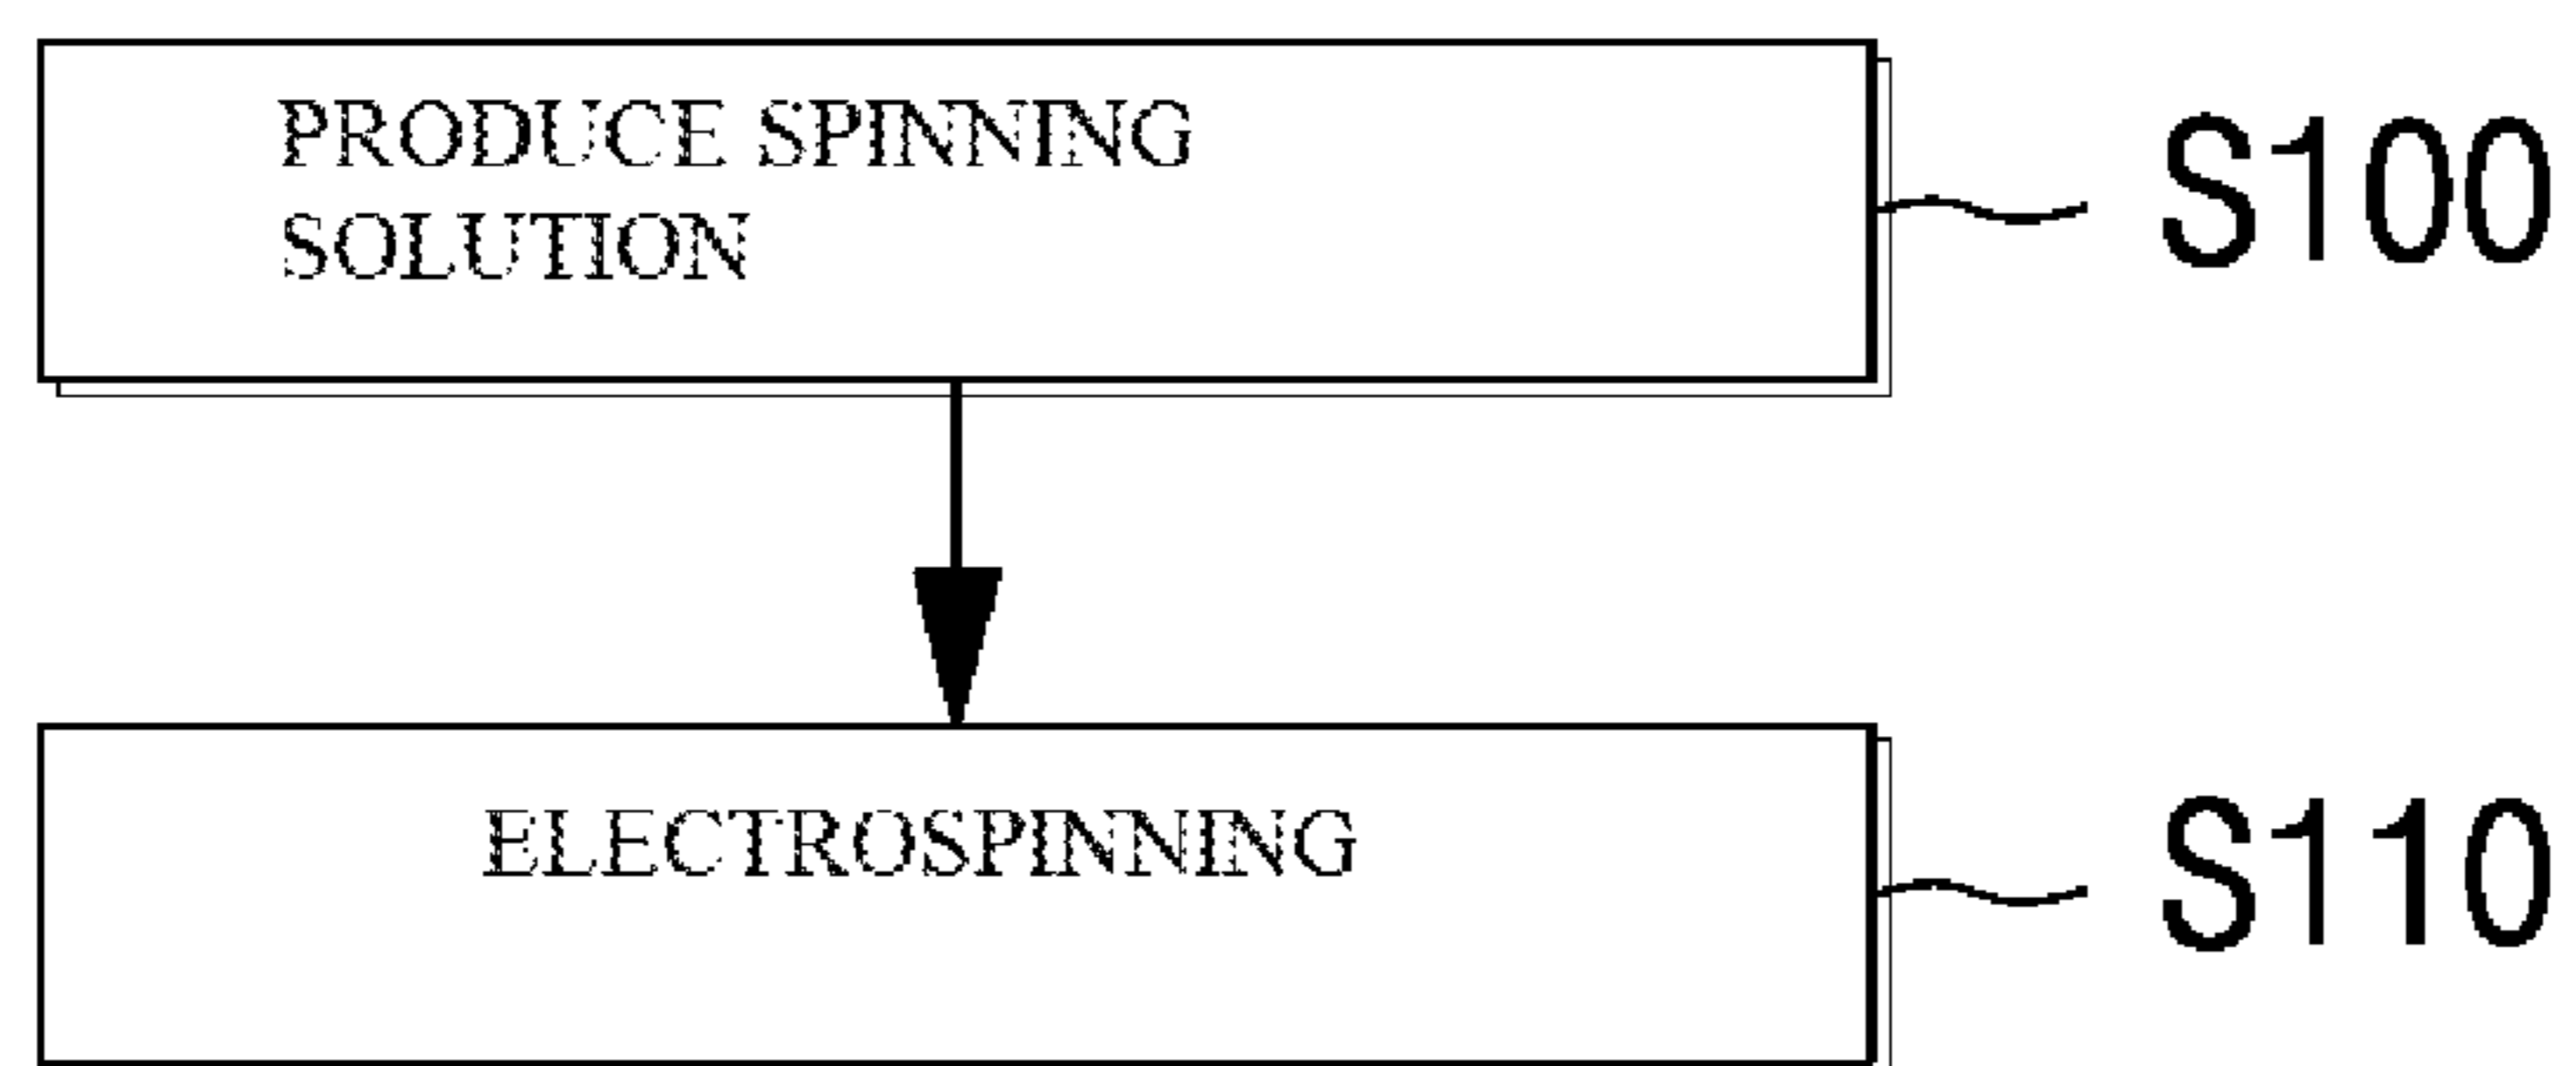 PRODUCE SPINNING
SOLUTION
S100
ELECTROSPINNING
S110